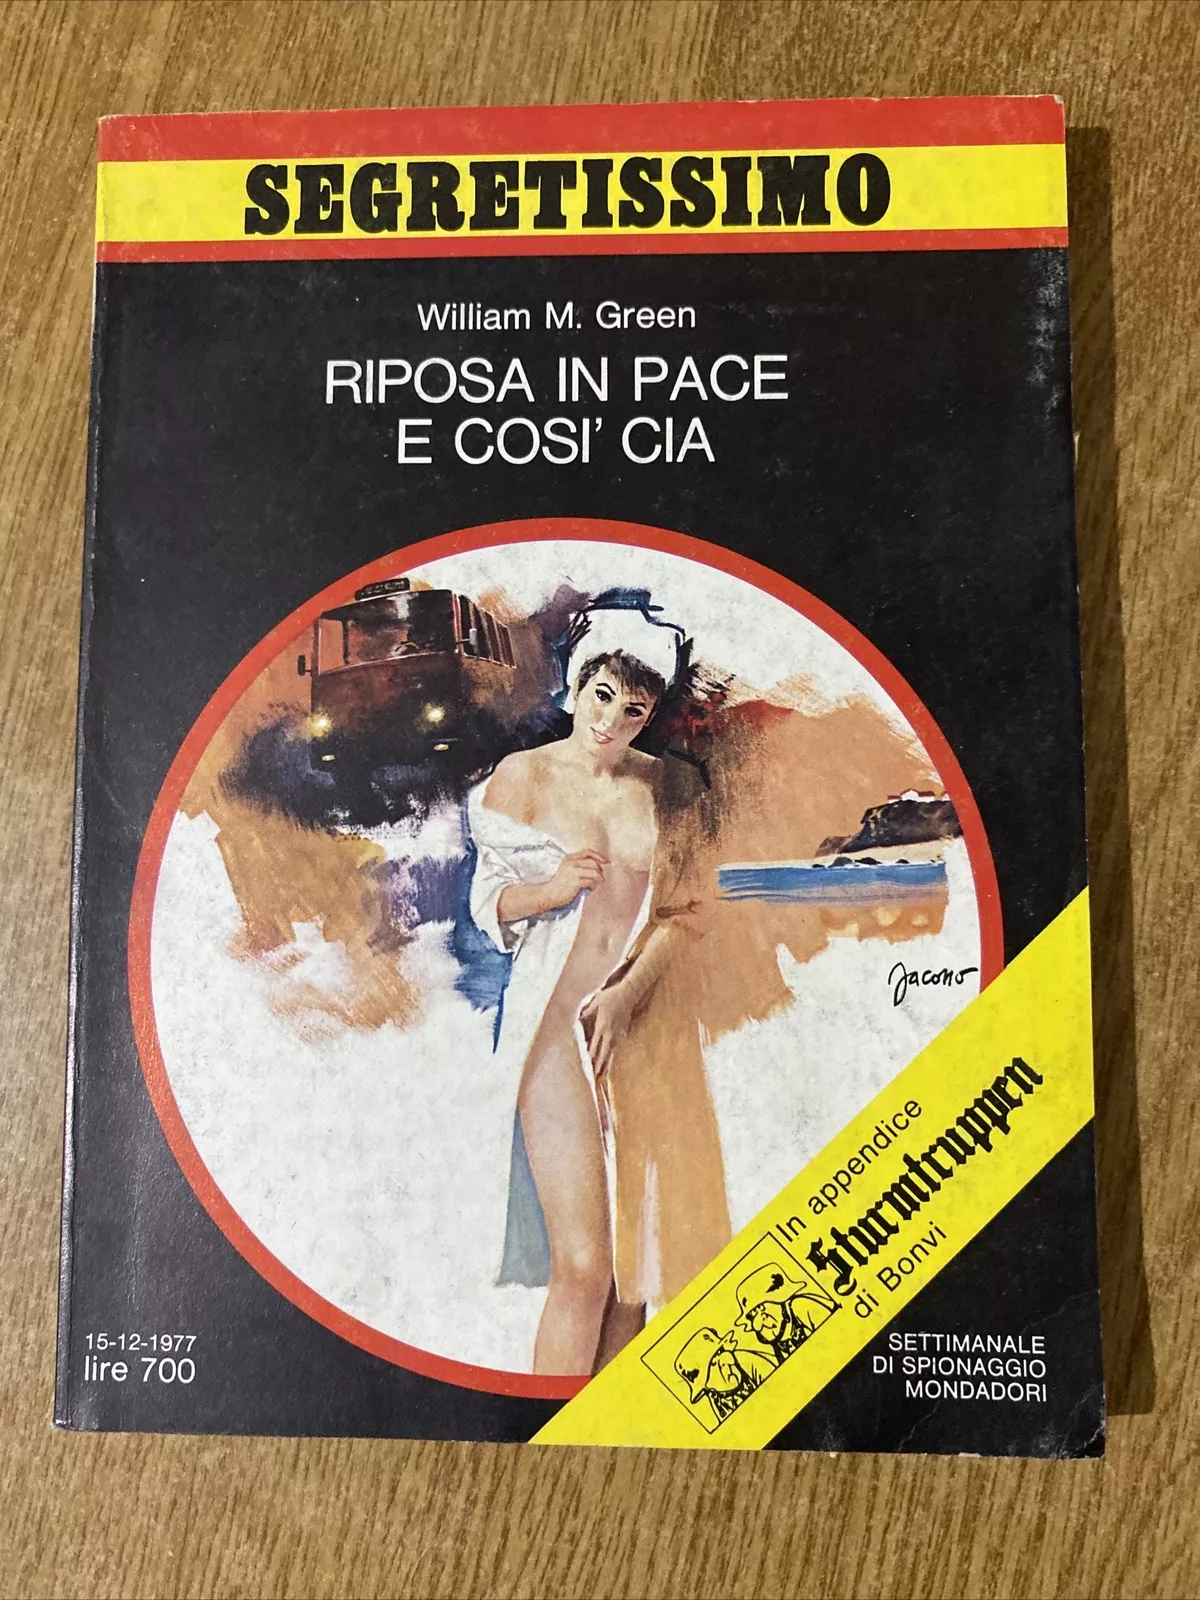 SEGRETISSIMO
William M. Green
RIPOSA IN PACE
E COSI' CIA
Jacono
In appendice
Sturmtruppen
di Bonvi
15-12-1977
lire 700
SETTIMANALE
DI SPIONAGGIO
MONDADORI